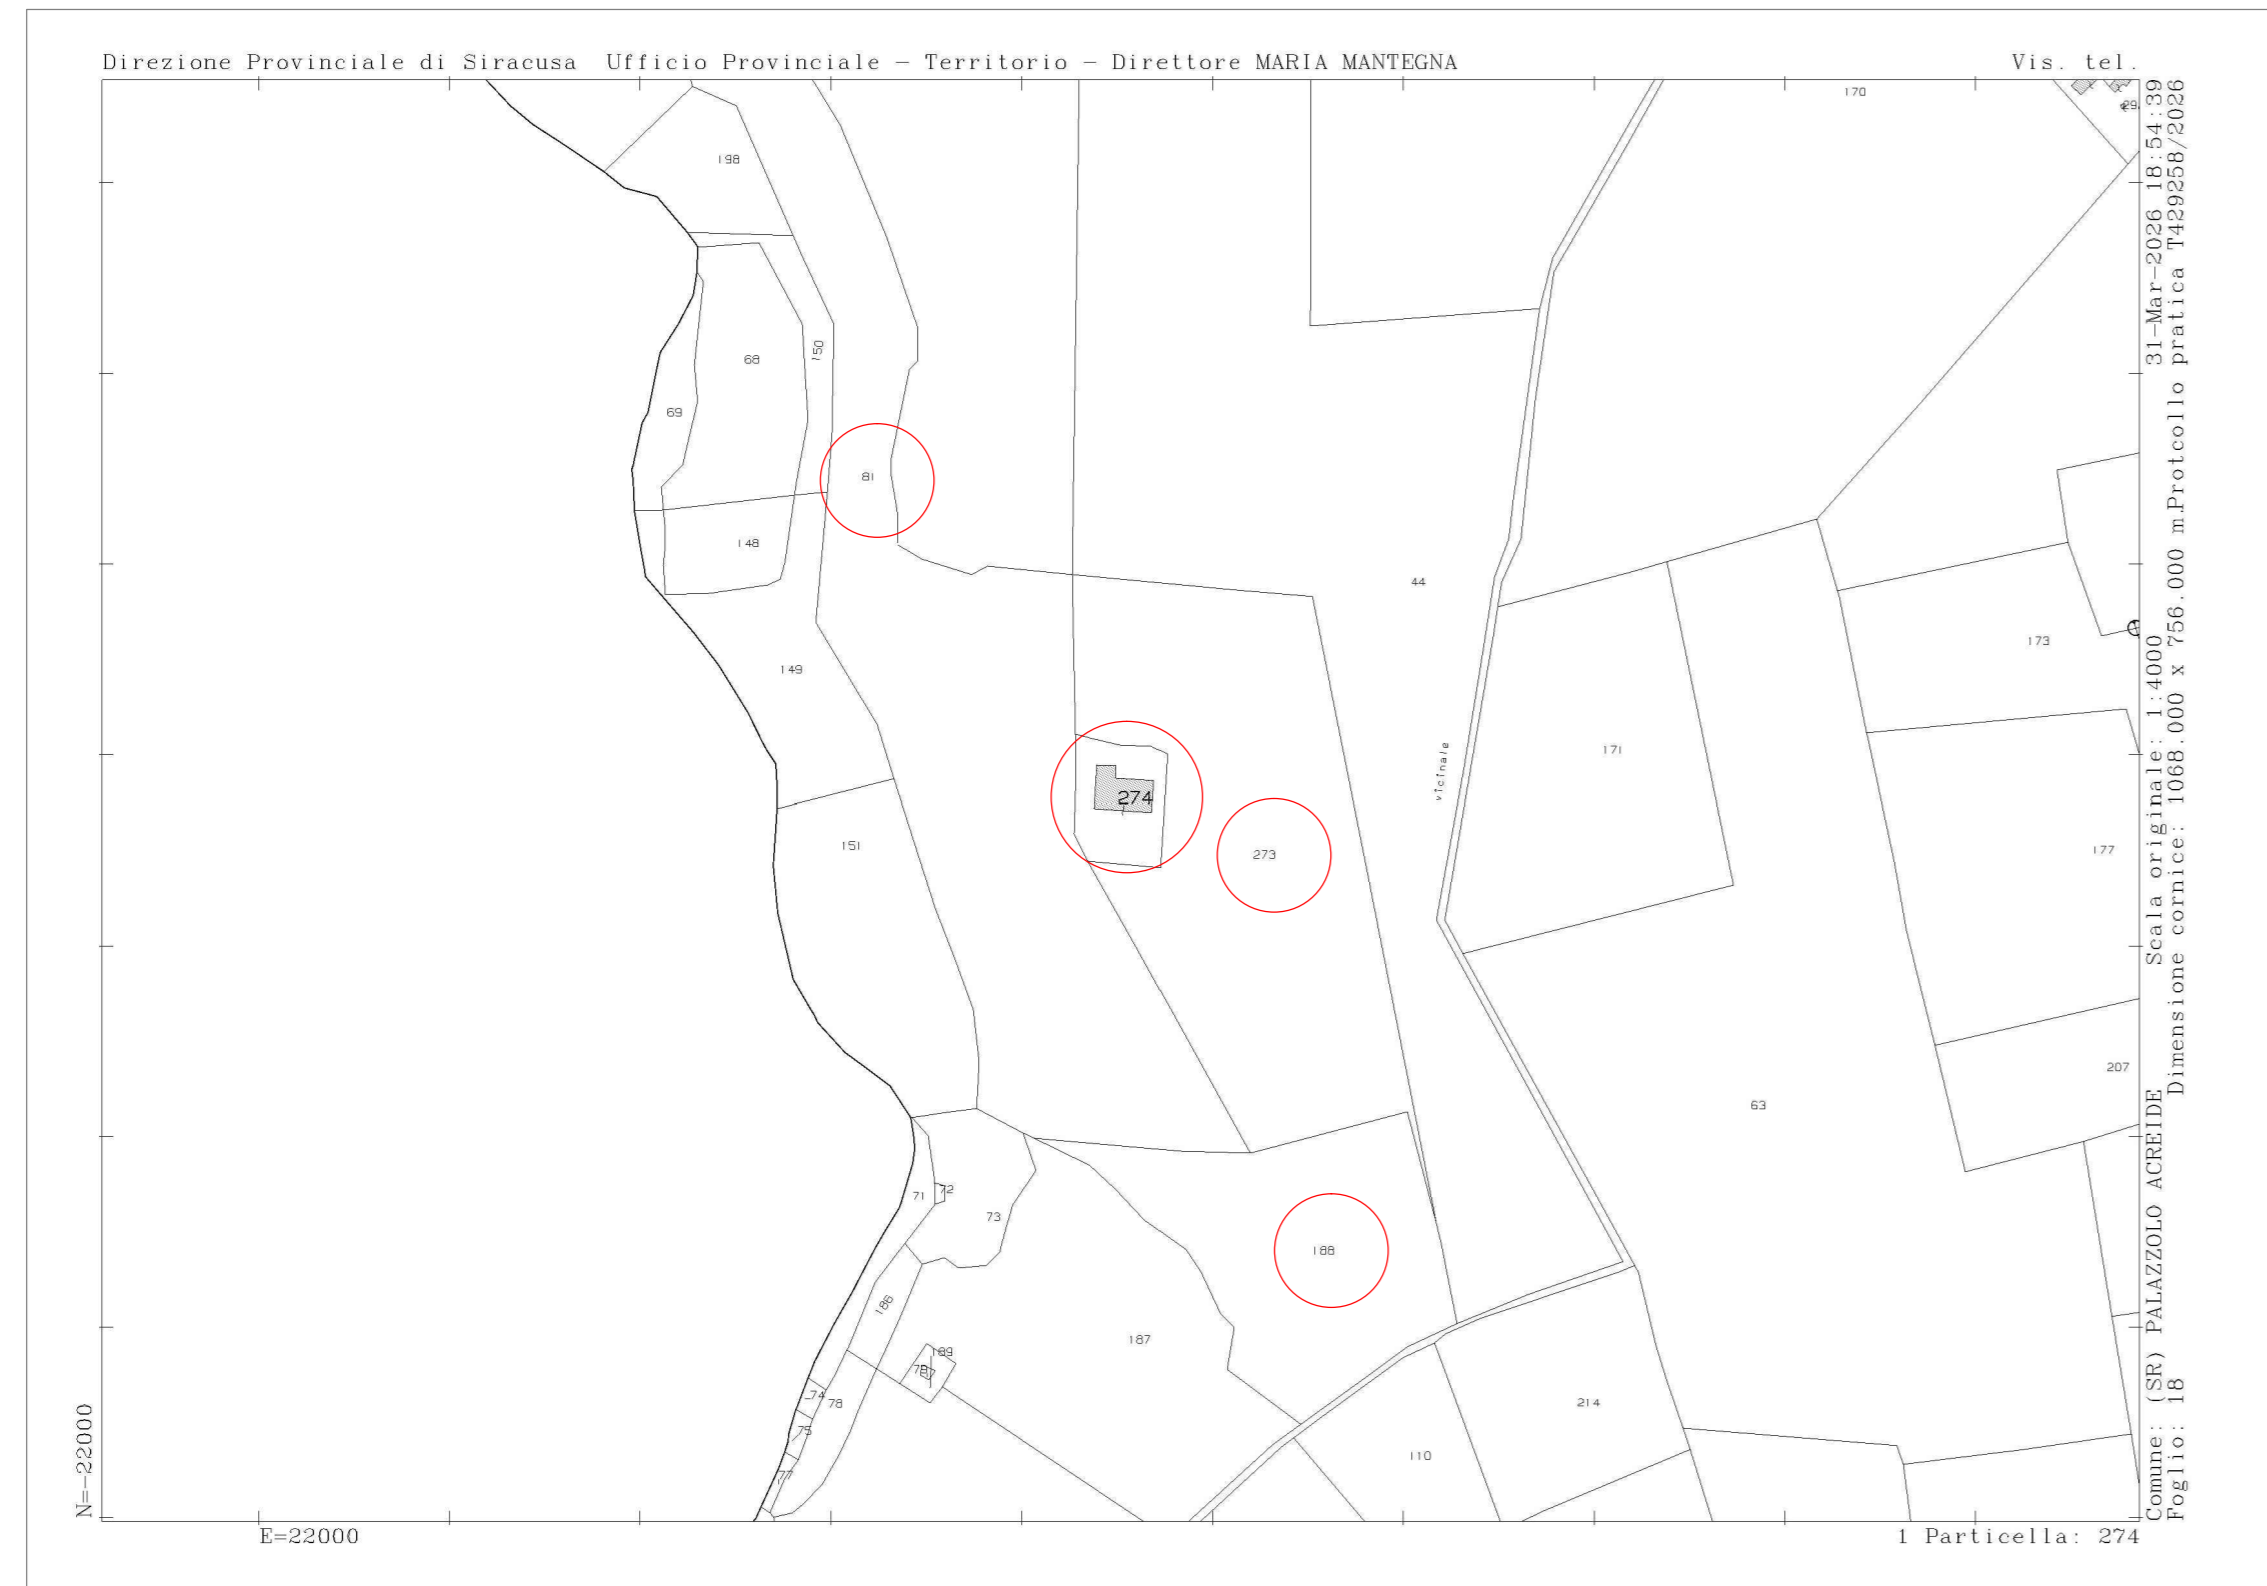 Direzione Provinciale di Siracusa Ufficio Provinciale - Territorio - Direttore MARIA MANTEGNA
Vis. tel.
31-Mar-2026 18:54:39
Protocollo pratica T429258/2026
Scala originale: 1:4000
Dimensione cornice: 1068.000 x 756.000 m.
Comune: (SR) PALAZZOLO ACREIDE
Foglio: 18
170
198
150
68
69
81
148
44
149
173
vicinale
171
274
151
273
177
207
63
71
72
73
188
186
187
189
74
78
75
214
77
110
N=-22000
E=22000
1 Particella: 274